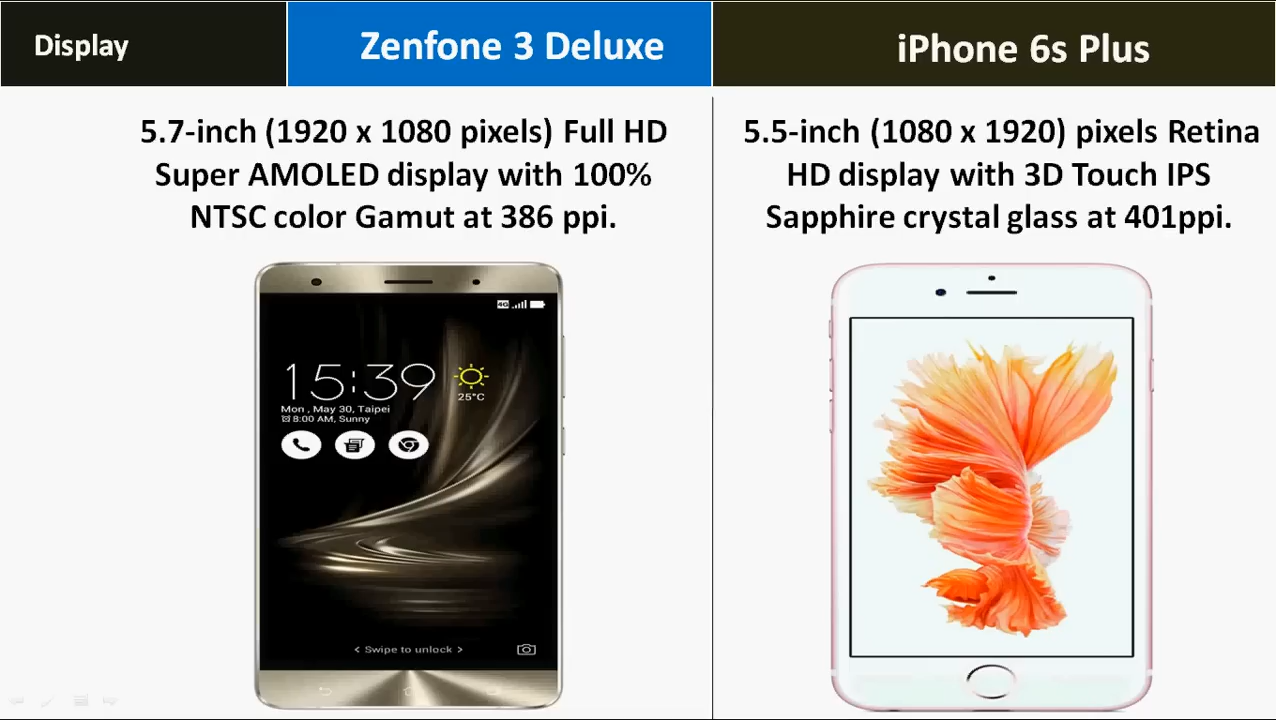 Display
Zenfone 3 Deluxe
iPhone 6s Plus
5.7-inch (1920 x 1080 pixels) Full HD
Super AMOLED display with 100%
NTSC color Gamut at 386 ppi.
5.5-inch (1080 x 1920) pixels Retina
HD display with 3D Touch IPS
Sapphire crystal glass at 401ppi.
4G
15:39
25°C
Mon , May 30, Taipei
8:00 AM, Sunny
< Swipe to unlock >